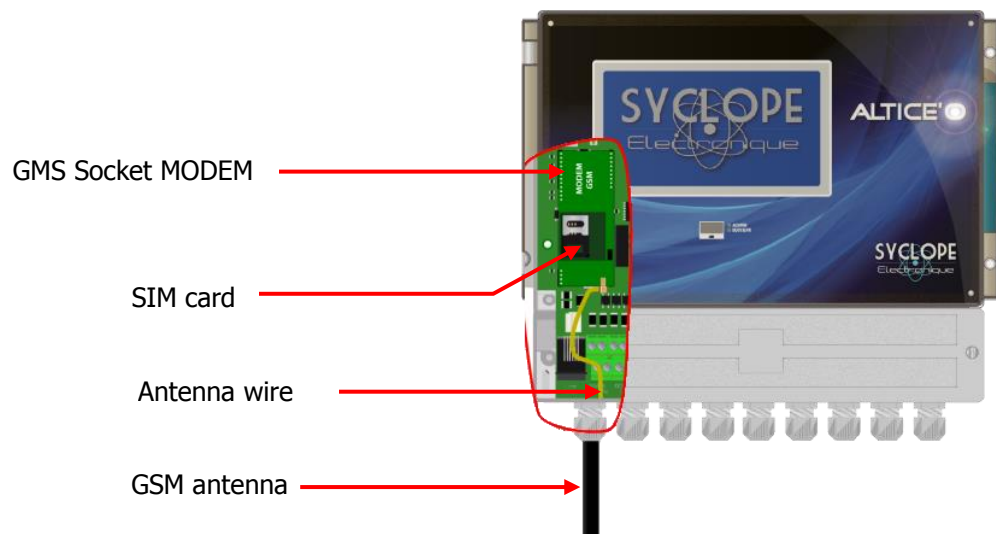 SYCLOPE
Electronique
ALTICE'O
GMS Socket MODEM
MODEM
GSM
SYCLOPE
Electronique
SIM card
Antenna wire
GSM antenna